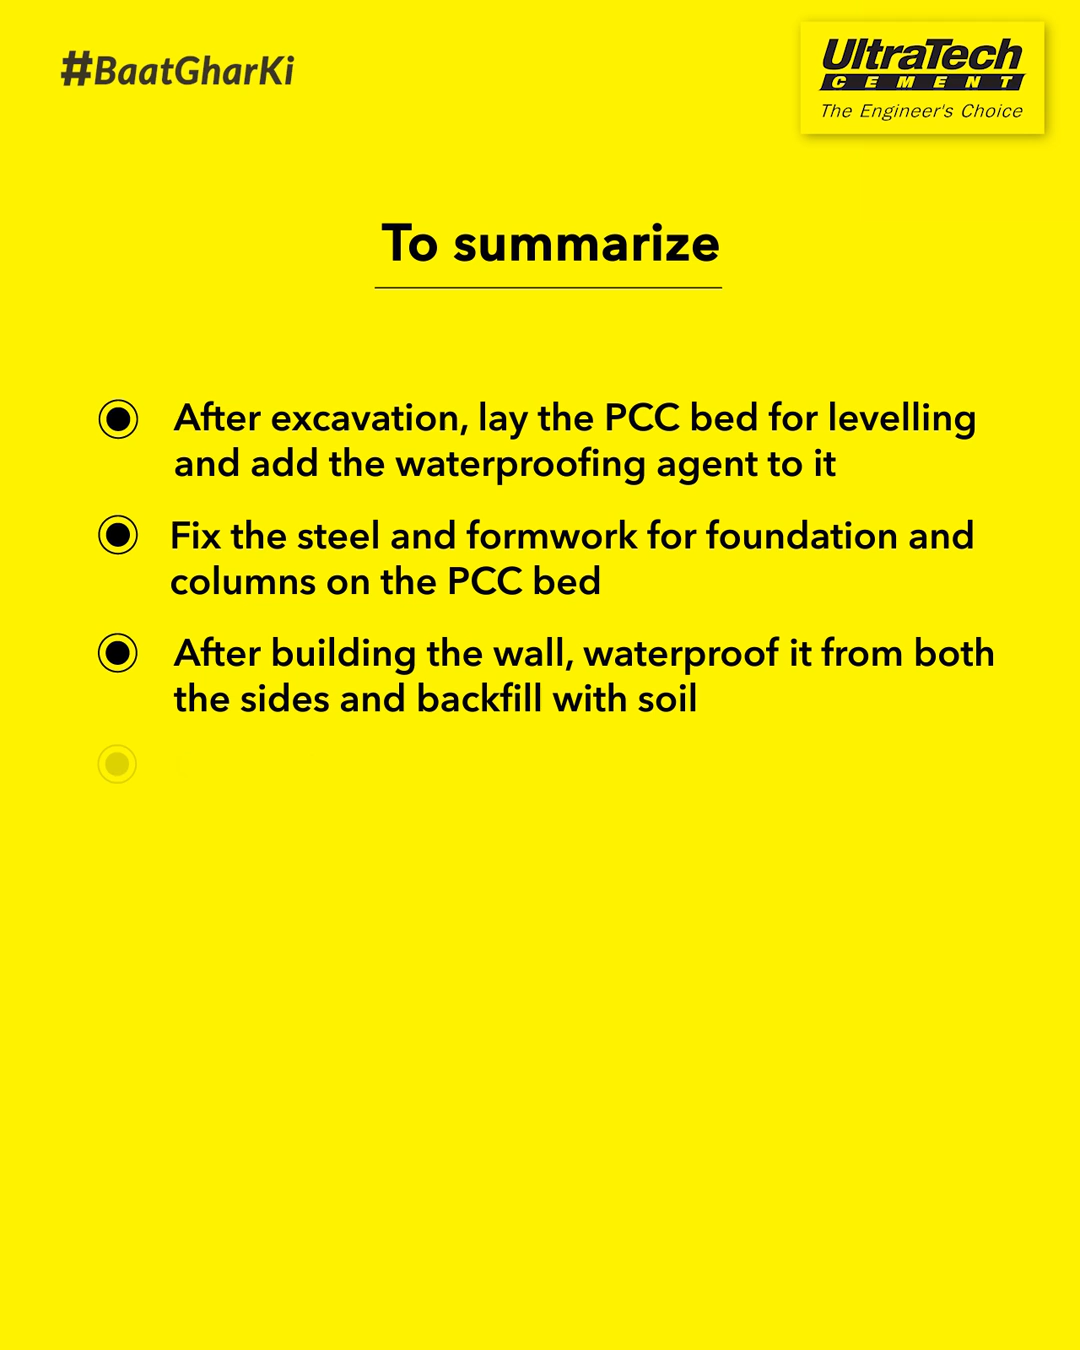 #BaatGharKi
UltraTech
CEMENT
The Engineer's Choice
To summarize
After excavation, lay the PCC bed for levelling
and add the waterproofing agent to it
Fix the steel and formwork for foundation and
columns on the PCC bed
After building the wall, waterproof it from both
the sides and backfill with soil